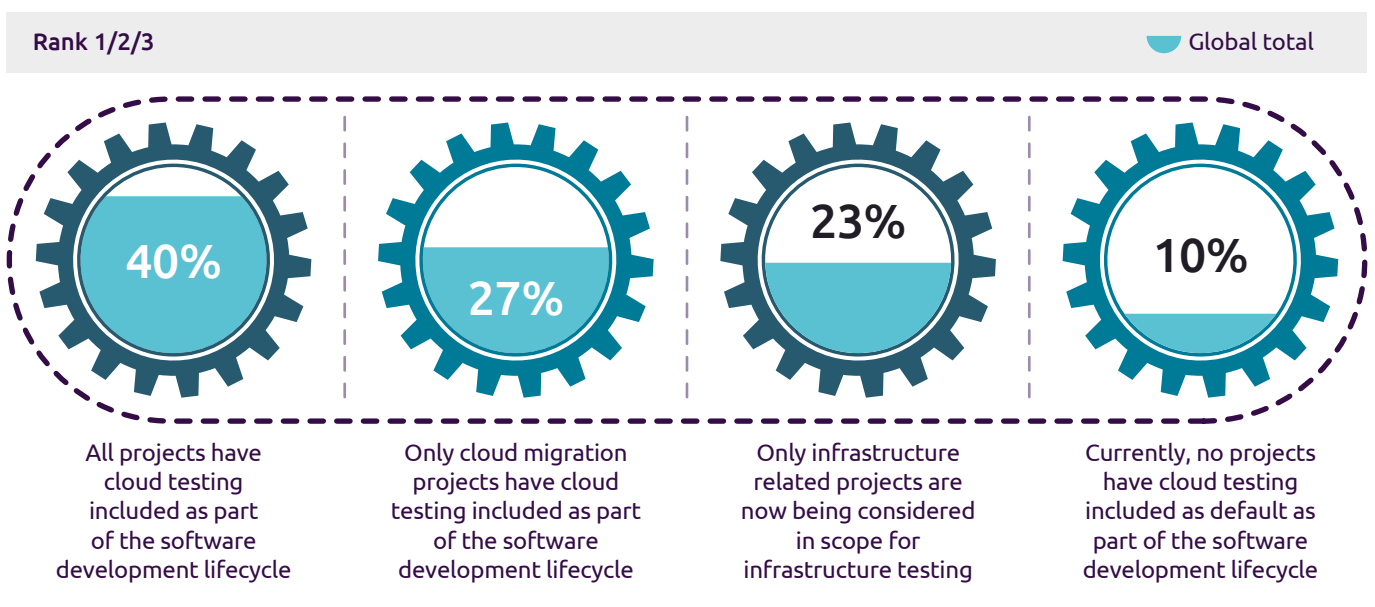 Rank 1/2/3
Global total
40%
27%
23%
10%
All projects have
cloud testing
included as part
of the software
development lifecycle
Only cloud migration
projects have cloud
testing included as part
of the software
development lifecycle
Only infrastructure
related projects are
now being considered
in scope for
infrastructure testing
Currently, no projects
have cloud testing
included as default as
part of the software
development lifecycle